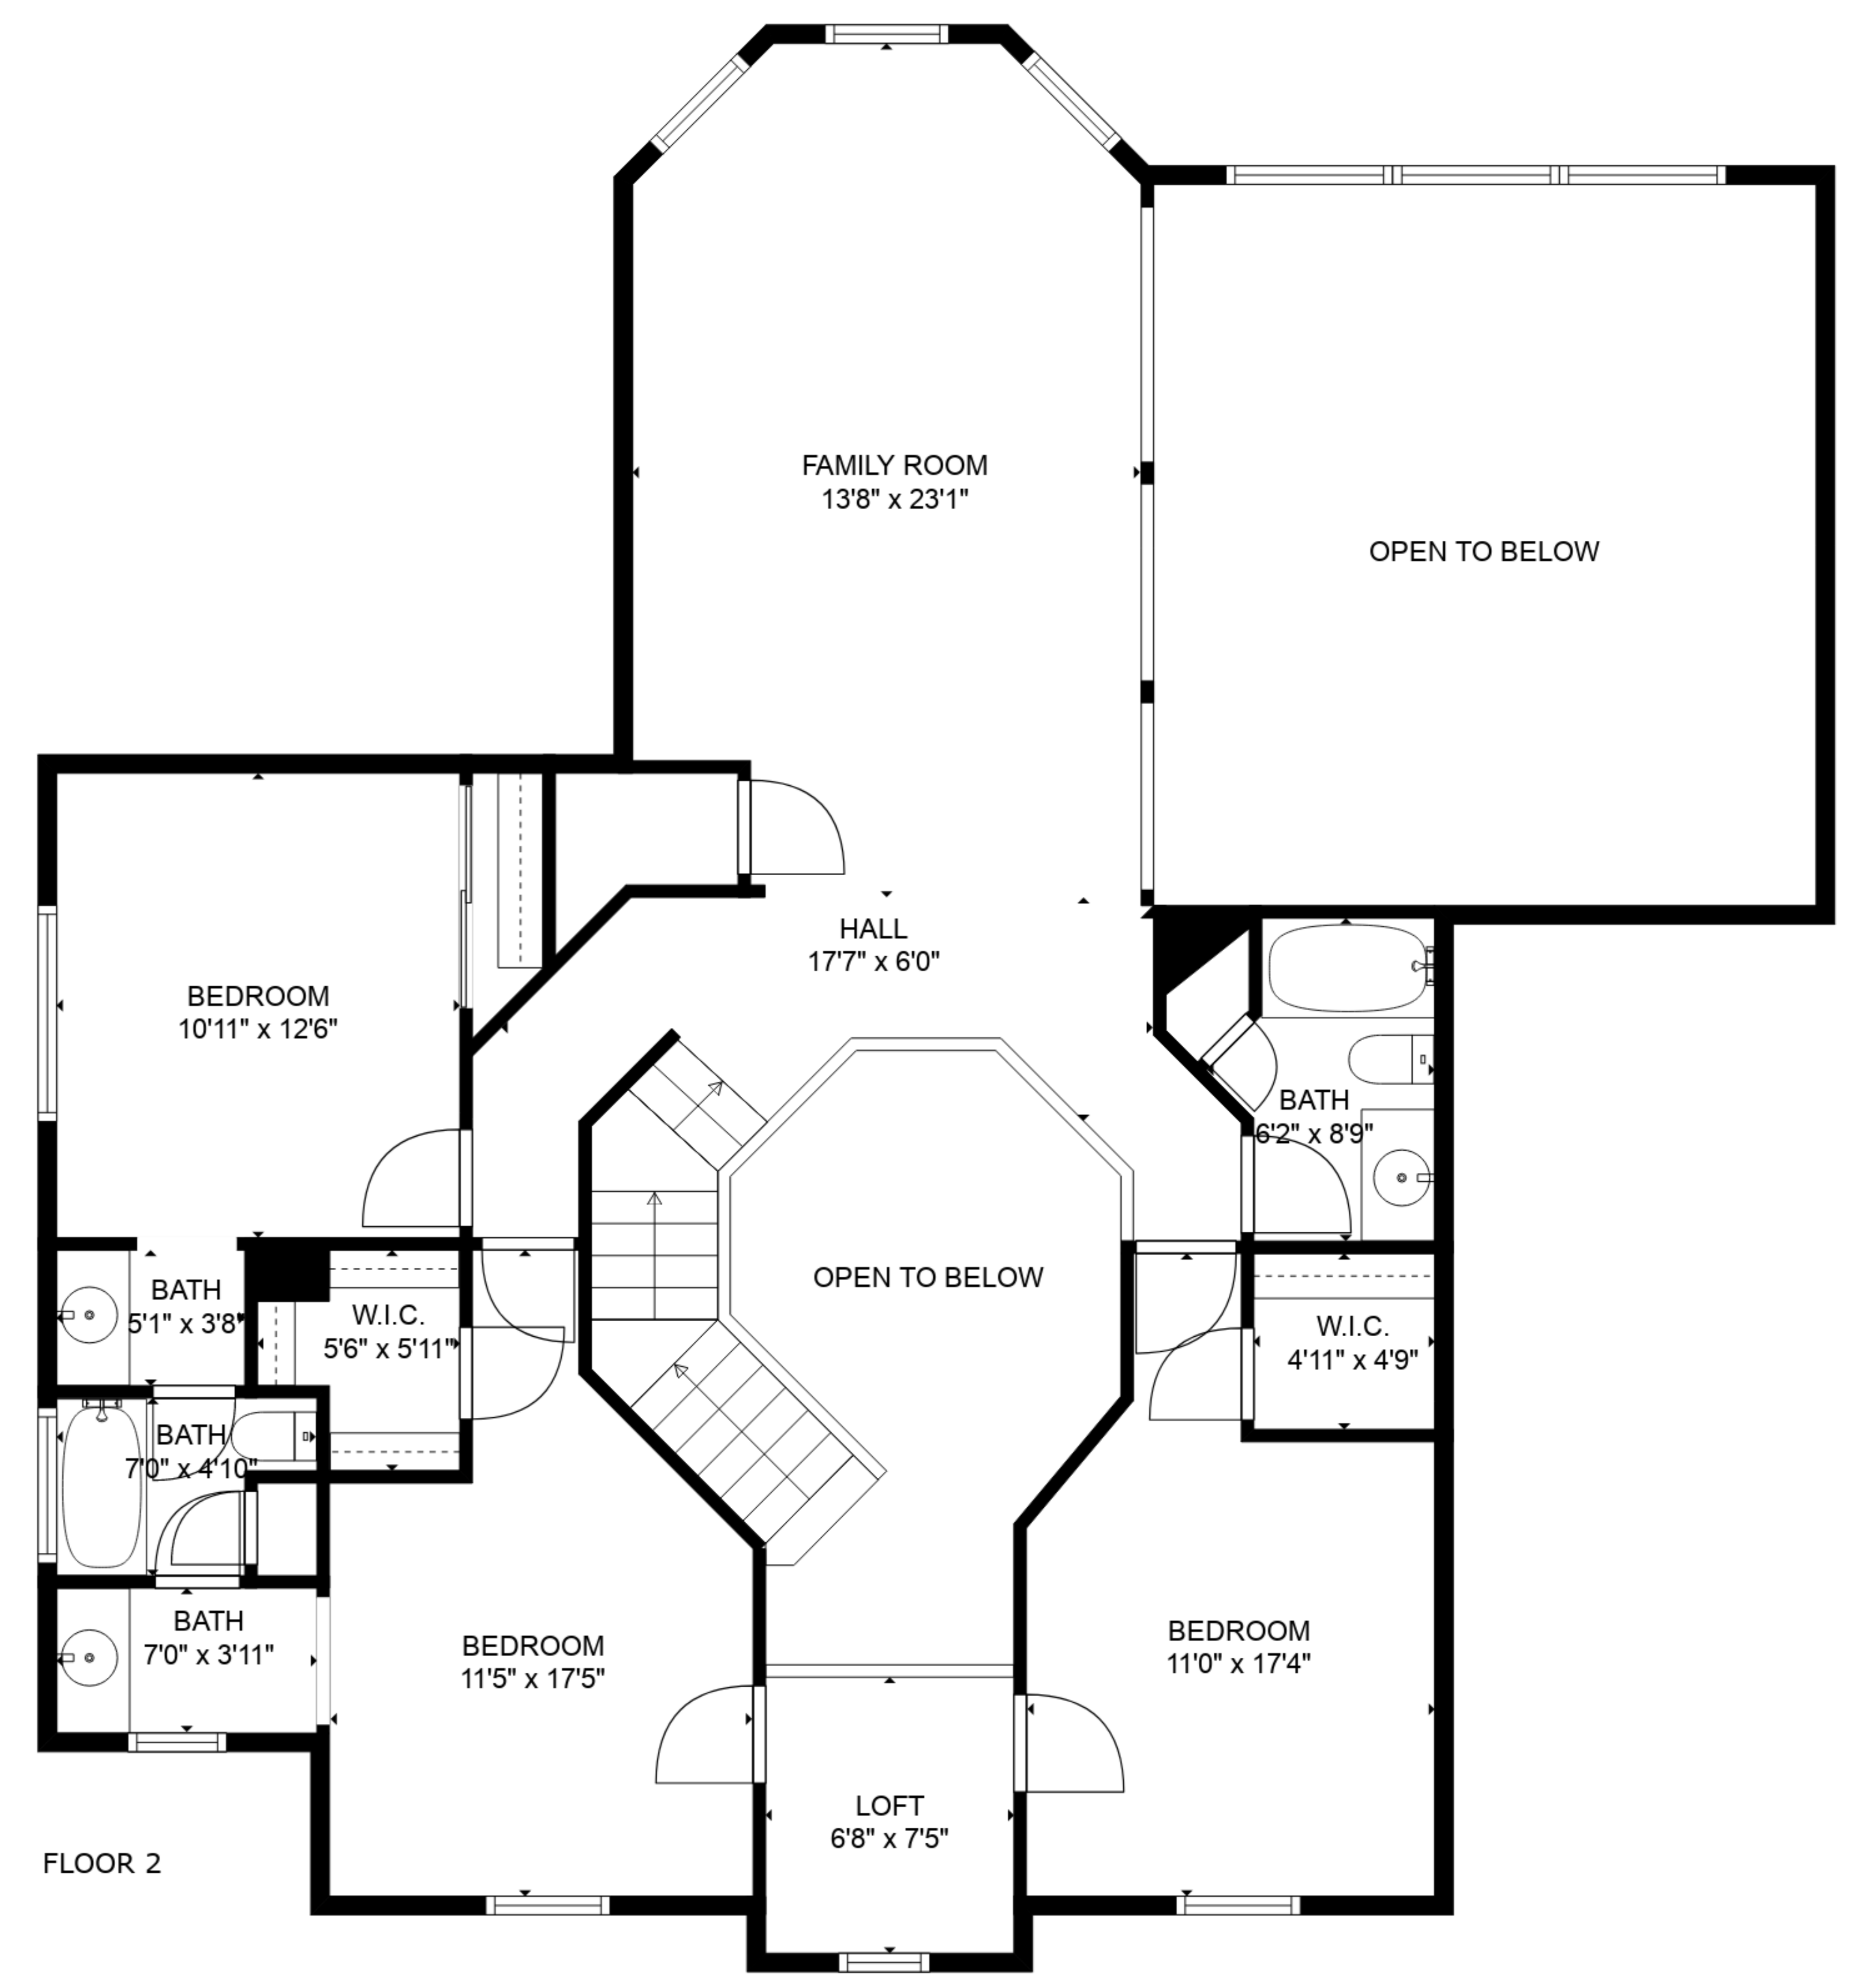 FAMILY ROOM
13'8" x 23'1"
OPEN TO BELOW
HALL
17'7" x 6'0"
BEDROOM
10'11" x 12'6"
BATH
6'2" x 8'9"
OPEN TO BELOW
BATH
5'1" x 3'8"
W.I.C.
5'6" x 5'11"
W.I.C.
4'11" x 4'9"
BATH
7'0" x 4'10"
BATH
7'0" x 3'11"
BEDROOM
11'5" x 17'5"
BEDROOM
11'0" x 17'4"
LOFT
6'8" x 7'5"
FLOOR 2